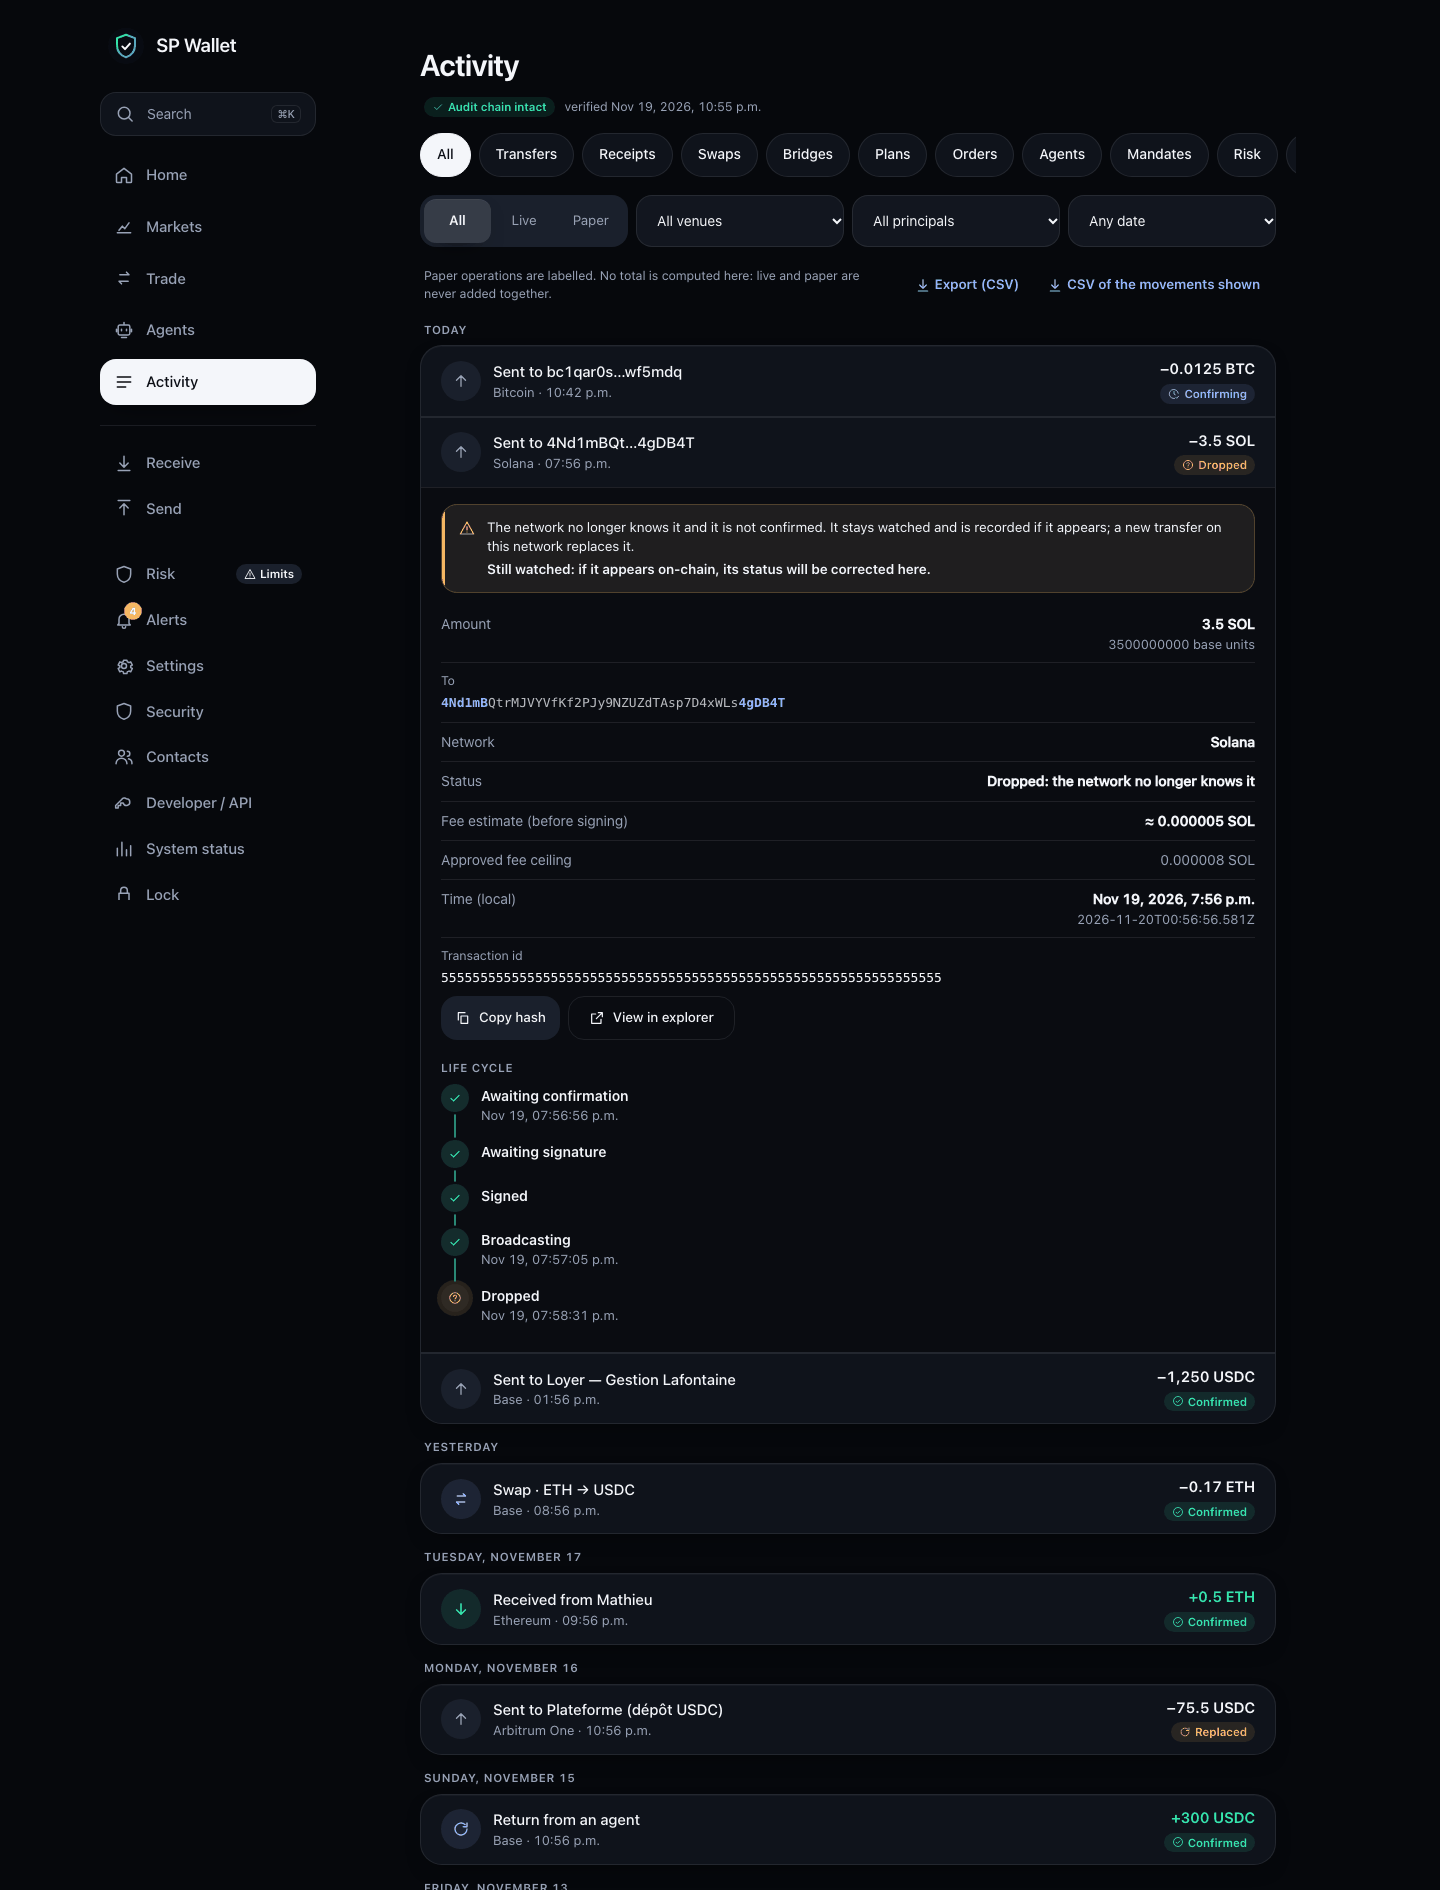 SP Wallet
Search ⌘K
Home
Markets
Trade
Agents
Activity
Receive
Send
Risk Limits
4
Alerts
Settings
Security
Contacts
Developer / API
System status
Lock
Activity
Audit chain intact verified Nov 19, 2026, 10:55 p.m.
All Transfers Receipts Swaps Bridges Plans Orders Agents Mandates Risk
All Live Paper All venues All principals Any date
Paper operations are labelled. No total is computed here: live and paper are
never added together.
Export (CSV) CSV of the movements shown
TODAY
Sent to bc1qar0s…wf5mdq −0.0125 BTC
Bitcoin · 10:42 p.m. Confirming
Sent to 4Nd1mBQt…4gDB4T −3.5 SOL
Solana · 07:56 p.m. Dropped
The network no longer knows it and it is not confirmed. It stays watched and is recorded if it appears; a new transfer on
this network replaces it.
Still watched: if it appears on-chain, its status will be corrected here.
Amount 3.5 SOL
3500000000 base units
To
4Nd1mBQtrMJVYVfKf2PJy9NZUZdTAsp7D4xWLs4gDB4T
Network Solana
Status Dropped: the network no longer knows it
Fee estimate (before signing) ≈ 0.000005 SOL
Approved fee ceiling 0.000008 SOL
Time (local) Nov 19, 2026, 7:56 p.m.
2026-11-20T00:56:56.581Z
Transaction id
5555555555555555555555555555555555555555555555555555555555555555
Copy hash View in explorer
LIFE CYCLE
Awaiting confirmation
Nov 19, 07:56:56 p.m.
Awaiting signature
Signed
Broadcasting
Nov 19, 07:57:05 p.m.
Dropped
Nov 19, 07:58:31 p.m.
Sent to Loyer — Gestion Lafontaine −1,250 USDC
Base · 01:56 p.m. Confirmed
YESTERDAY
Swap · ETH → USDC −0.17 ETH
Base · 08:56 p.m. Confirmed
TUESDAY, NOVEMBER 17
Received from Mathieu +0.5 ETH
Ethereum · 09:56 p.m. Confirmed
MONDAY, NOVEMBER 16
Sent to Plateforme (dépôt USDC) −75.5 USDC
Arbitrum One · 10:56 p.m. Replaced
SUNDAY, NOVEMBER 15
Return from an agent +300 USDC
Base · 10:56 p.m. Confirmed
FRIDAY, NOVEMBER 13